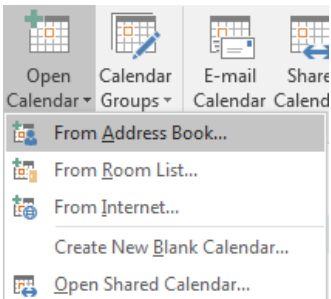 Open Calendar E-mail Share
Calendar Groups Calendar Calend
From Address Book...
From Room List...
From Internet...
Create New Blank Calendar...
Open Shared Calendar...